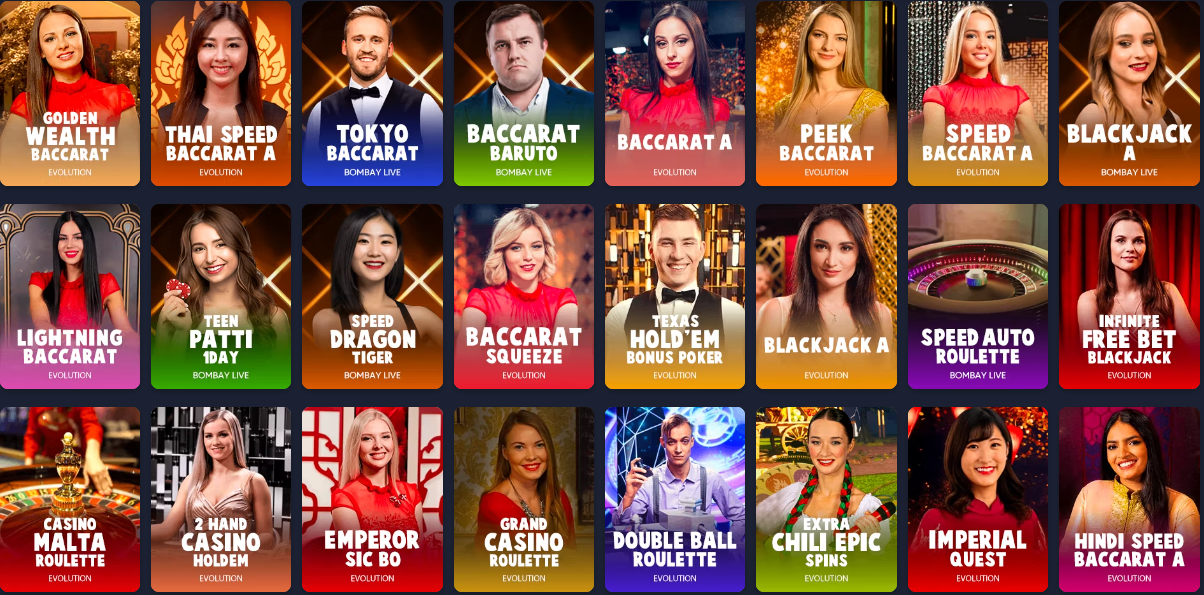 GOLDEN
WEALTH
BACCARAT
EVOLUTION
THAI SPEED
BACCARAT A
EVOLUTION
TOKYO
BACCARAT
BOMBAY LIVE
BACCARAT
BARUTO
BOMBAY LIVE
BACCARAT A
EVOLUTION
PEEK
BACCARAT
EVOLUTION
SPEED
BACCARAT A
EVOLUTION
BLACKJACK
A
BOMBAY LIVE
LIGHTNING
BACCARAT
EVOLUTION
TEEN
PATTI
1DAY
BOMBAY LIVE
SPEED
DRAGON
TIGER
BOMBAY LIVE
BACCARAT
SQUEEZE
EVOLUTION
TEXAS
HOLD'EM
BONUS POKER
EVOLUTION
BLACKJACK A
EVOLUTION
SPEED AUTO
ROULETTE
BOMBAY LIVE
INFINITE
FREE BET
BLACKJACK
EVOLUTION
CASINO
MALTA
ROULETTE
EVOLUTION
2 HAND
CASINO
HOLDEM
EVOLUTION
EMPEROR
SIC BO
EVOLUTION
GRAND
CASINO
ROULETTE
EVOLUTION
DOUBLE BALL
ROULETTE
EVOLUTION
EXTRA
CHILI EPIC
SPINS
EVOLUTION
IMPERIAL
QUEST
EVOLUTION
HINDI SPEED
BACCARAT A
EVOLUTION